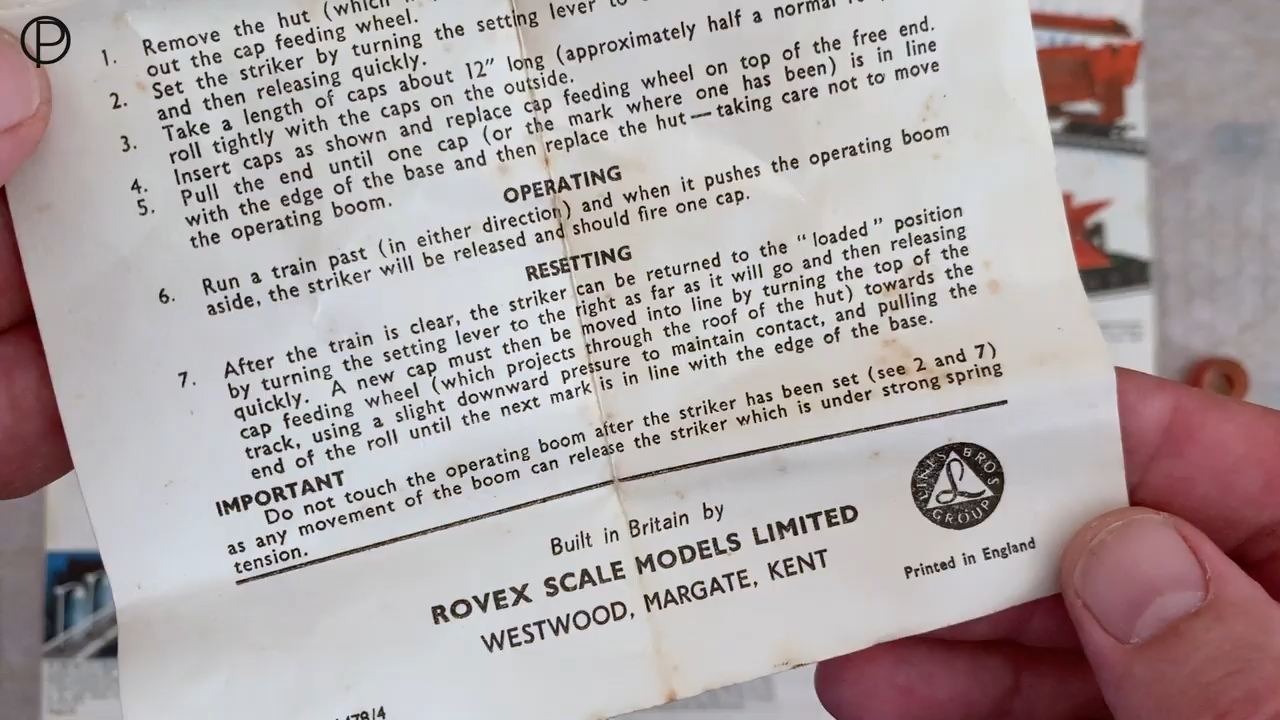 1. Remove the hut (which
out the cap feeding wheel.
2. Set the striker by turning the setting lever to
and then releasing quickly.
3. Take a length of caps about 12" long (approximately half a normal
roll tightly with the caps on the outside.
4. Insert caps as shown and replace cap feeding wheel on top of the free end.
5. Pull the end until one cap (or the mark where one has been) is in line
with the edge of the base and then replace the hut—taking care not to move
the operating boom.
OPERATING
6. Run a train past (in either direction) and when it pushes the operating boom
aside, the striker will be released and should fire one cap.
RESETTING
7. After the train is clear, the striker can be returned to the "loaded" position
by turning the setting lever to the right as far as it will go and then releasing
quickly. A new cap must then be moved into line by turning the top of the
cap feeding wheel (which projects through the roof of the hut) towards the
track, using a slight downward pressure to maintain contact, and pulling the
end of the roll until the next mark is in line with the edge of the base.
IMPORTANT
Do not touch the operating boom after the striker has been set (see 2 and 7)
as any movement of the boom can release the striker which is under strong spring
tension.
Built in Britain by
ROVEX SCALE MODELS LIMITED
WESTWOOD, MARGATE, KENT
LINES BROS
L
GROUP
Printed in England